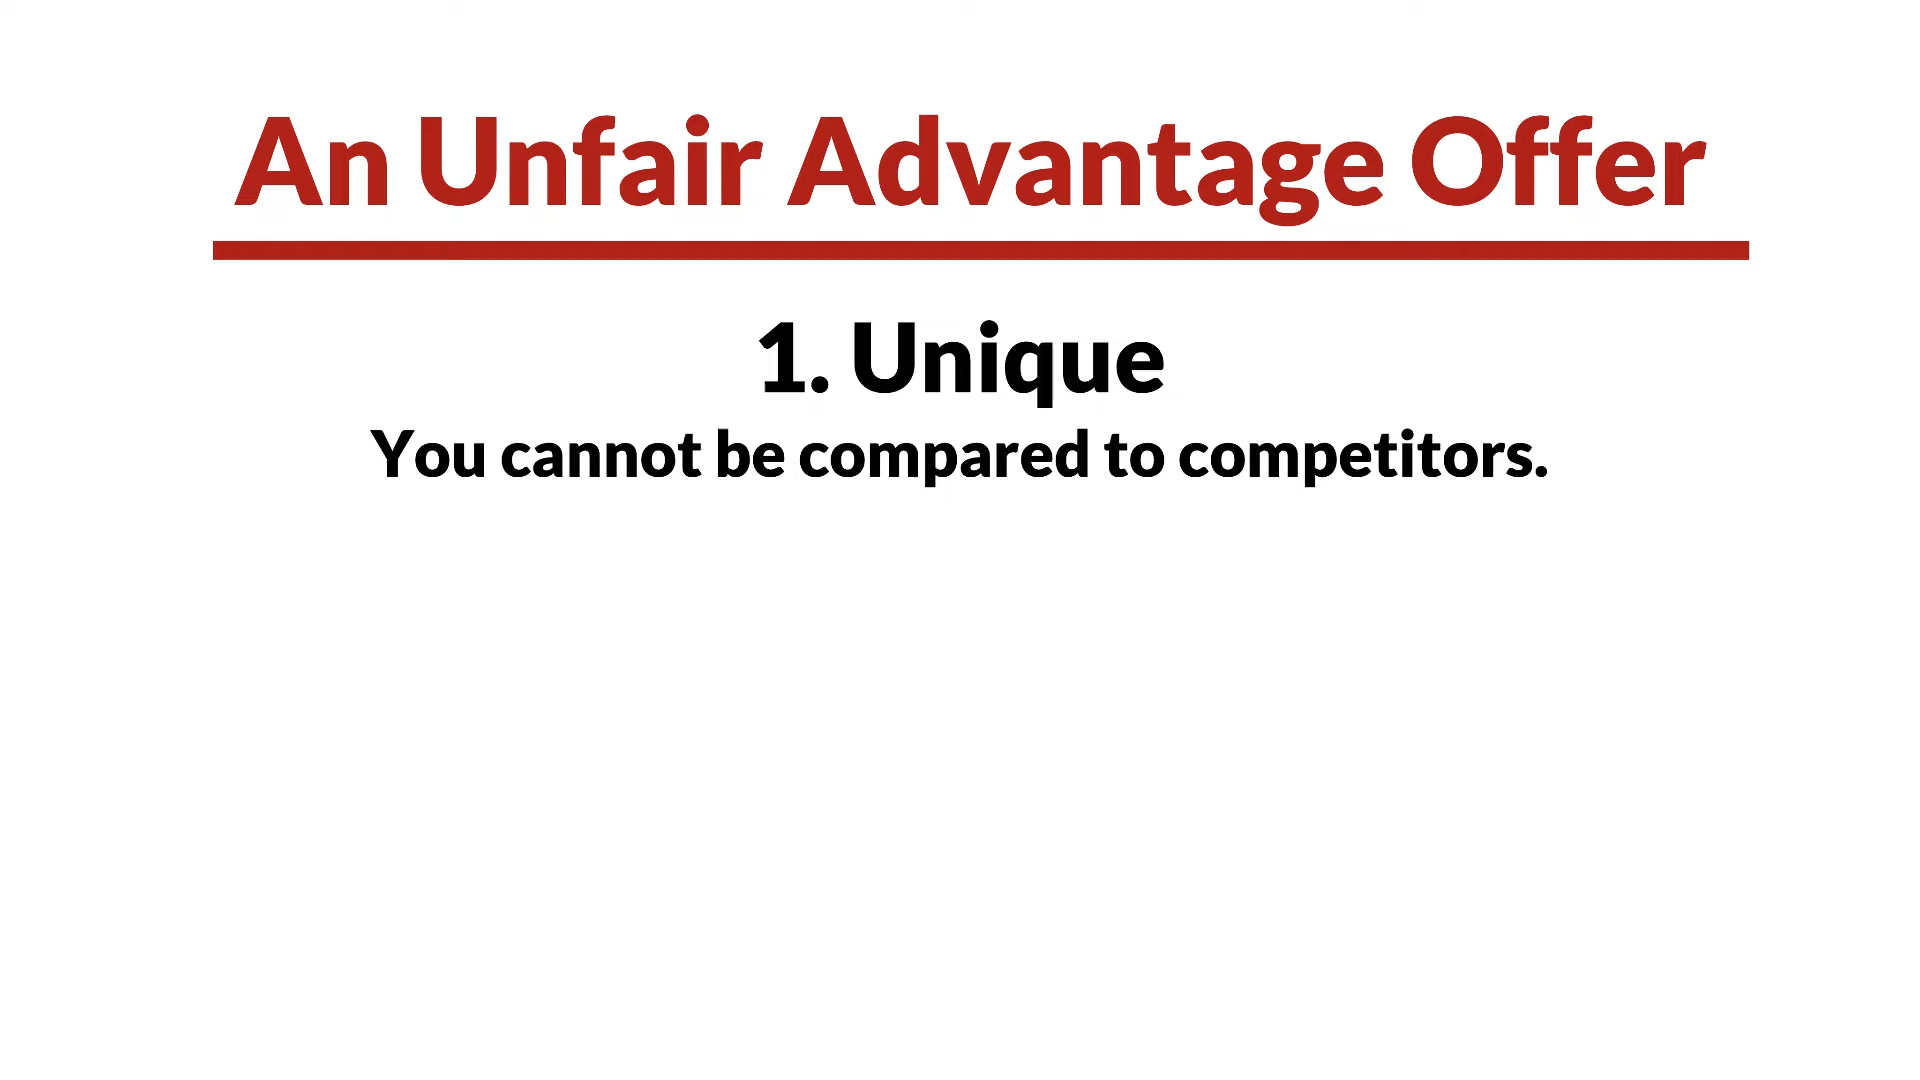 An Unfair Advantage Offer
1. Unique
You cannot be compared to competitors.